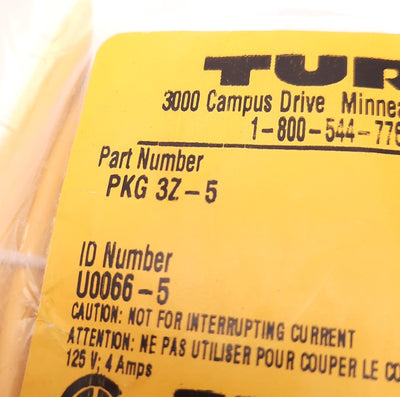 TUR
3000 Campus Drive Minnea
1-800-544-776
Part Number
PKG 3Z-5
ID Number
U0066-5
CAUTION: NOT FOR INTERRUPTING CURRENT
ATTENTION: NE PAS UTILISER POUR COUPER LE CO
125 V; 4 Amps